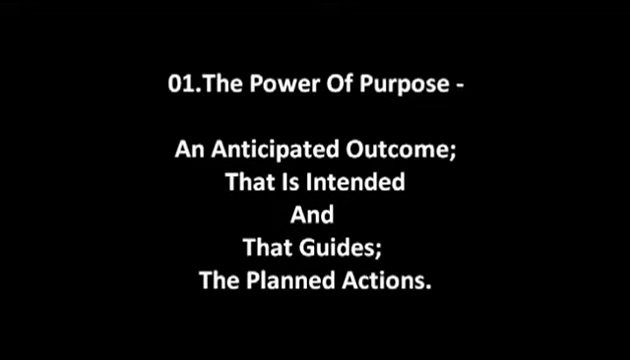 01.The Power Of Purpose -
An Anticipated Outcome;
That Is Intended
And
That Guides;
The Planned Actions.